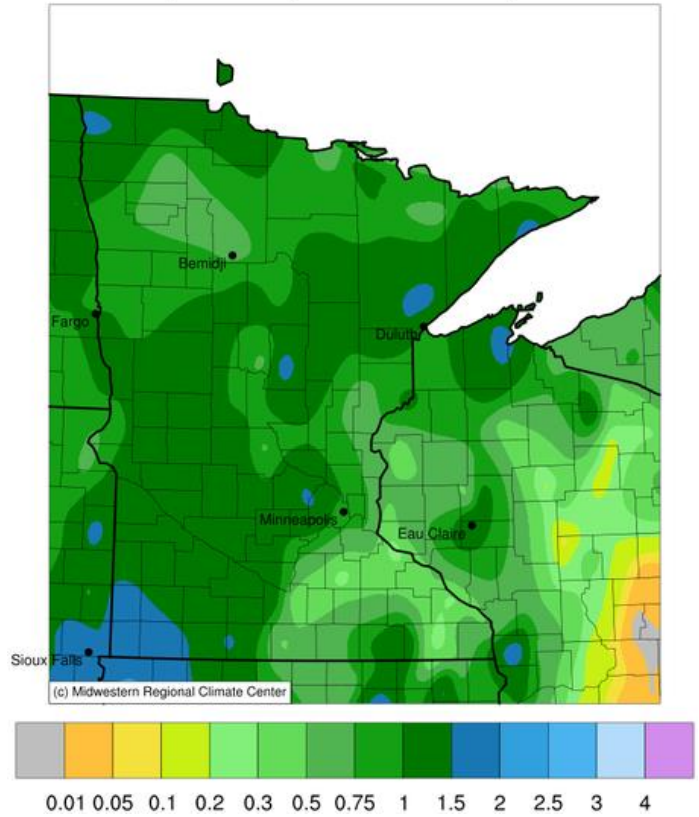 Bemidji
Fargo
Duluth
Minneapolis
Eau Claire
Sioux Falls
(c) Midwestern Regional Climate Center
0.01 0.05 0.1 0.2 0.3 0.5 0.75 1 1.5 2 2.5 3 4